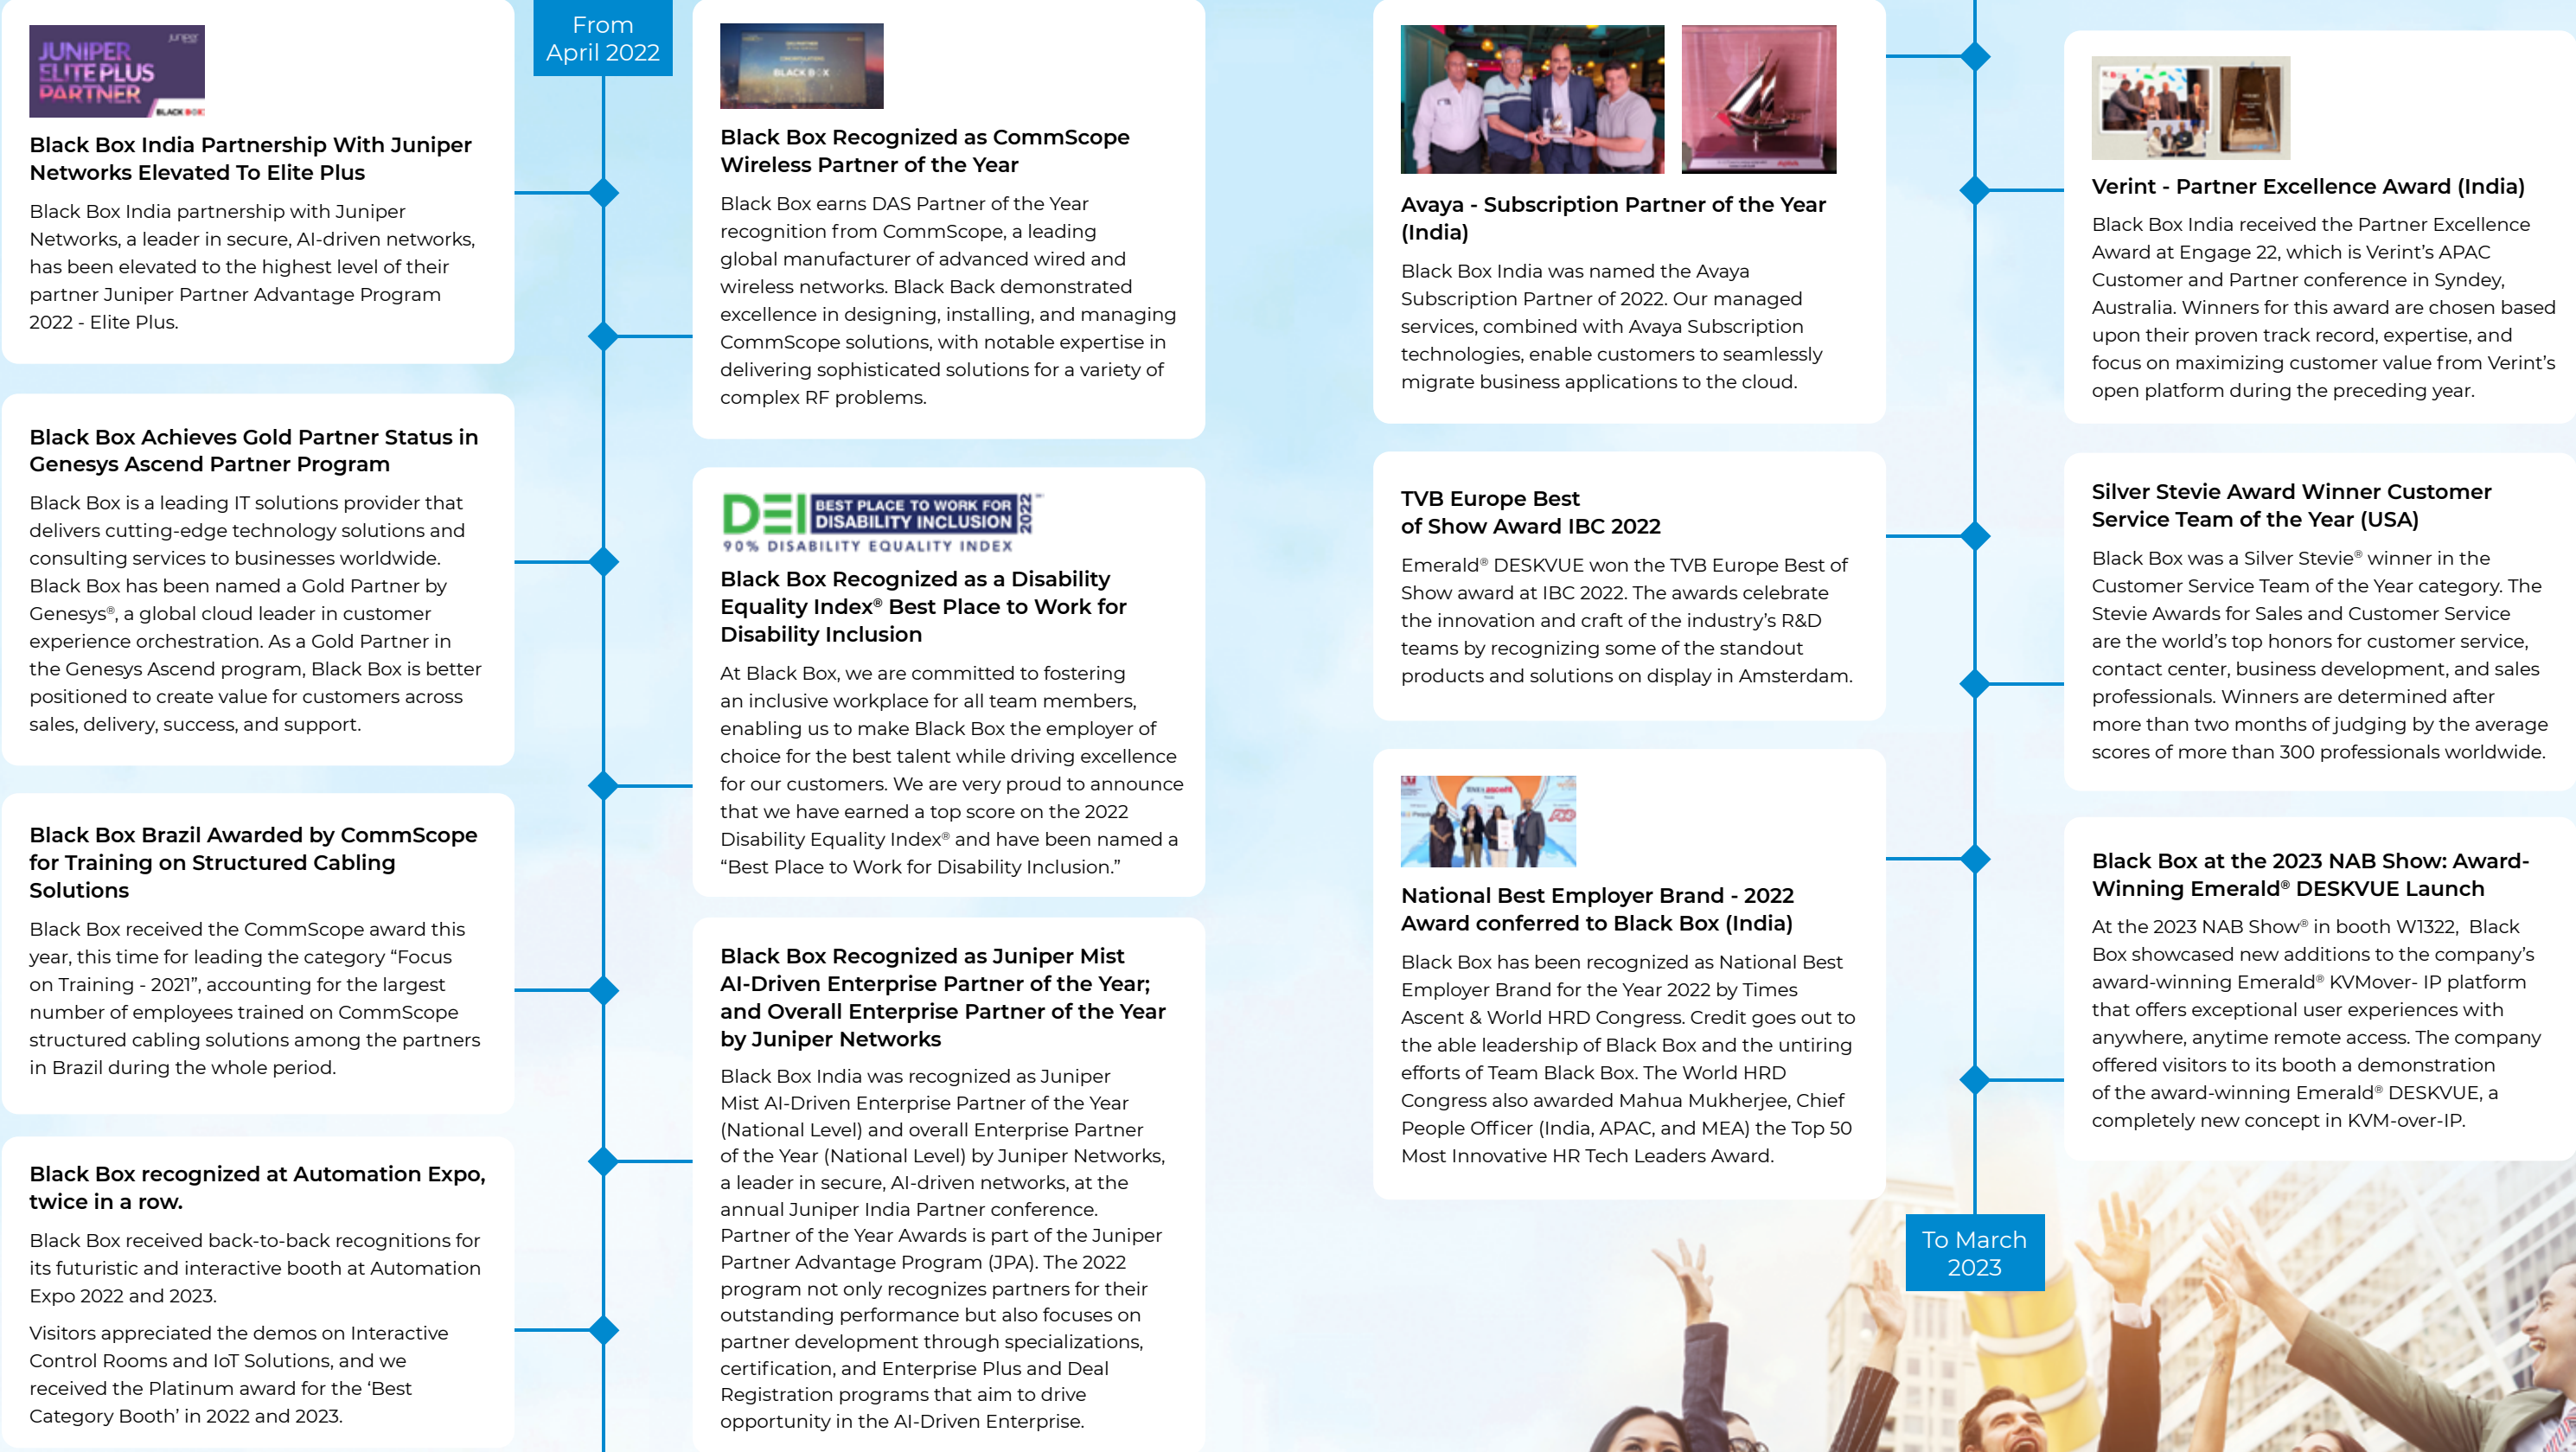 JUNIPER
ELITE PLUS
PARTNER
BLACK BOX
Black Box India Partnership With Juniper
Networks Elevated To Elite Plus
Black Box India partnership with Juniper
Networks, a leader in secure, AI-driven networks,
has been elevated to the highest level of their
partner Juniper Partner Advantage Program
2022 - Elite Plus.
Black Box Achieves Gold Partner Status in
Genesys Ascend Partner Program
Black Box is a leading IT solutions provider that
delivers cutting-edge technology solutions and
consulting services to businesses worldwide.
Black Box has been named a Gold Partner by
Genesys®, a global cloud leader in customer
experience orchestration. As a Gold Partner in
the Genesys Ascend program, Black Box is better
positioned to create value for customers across
sales, delivery, success, and support.
Black Box Brazil Awarded by CommScope
for Training on Structured Cabling
Solutions
Black Box received the CommScope award this
year, this time for leading the category “Focus
on Training - 2021”, accounting for the largest
number of employees trained on CommScope
structured cabling solutions among the partners
in Brazil during the whole period.
Black Box recognized at Automation Expo,
twice in a row.
Black Box received back-to-back recognitions for
its futuristic and interactive booth at Automation
Expo 2022 and 2023.
Visitors appreciated the demos on Interactive
Control Rooms and IoT Solutions, and we
received the Platinum award for the ‘Best
Category Booth’ in 2022 and 2023.
From
April 2022
BLACK BOX
Black Box Recognized as CommScope
Wireless Partner of the Year
Black Box earns DAS Partner of the Year
recognition from CommScope, a leading
global manufacturer of advanced wired and
wireless networks. Black Back demonstrated
excellence in designing, installing, and managing
CommScope solutions, with notable expertise in
delivering sophisticated solutions for a variety of
complex RF problems.
DEI BEST PLACE TO WORK FOR
DISABILITY INCLUSION 2022
90% DISABILITY EQUALITY INDEX
Black Box Recognized as a Disability
Equality Index® Best Place to Work for
Disability Inclusion
At Black Box, we are committed to fostering
an inclusive workplace for all team members,
enabling us to make Black Box the employer of
choice for the best talent while driving excellence
for our customers. We are very proud to announce
that we have earned a top score on the 2022
Disability Equality Index® and have been named a
“Best Place to Work for Disability Inclusion.”
Black Box Recognized as Juniper Mist
AI-Driven Enterprise Partner of the Year;
and Overall Enterprise Partner of the Year
by Juniper Networks
Black Box India was recognized as Juniper
Mist AI-Driven Enterprise Partner of the Year
(National Level) and overall Enterprise Partner
of the Year (National Level) by Juniper Networks,
a leader in secure, AI-driven networks, at the
annual Juniper India Partner conference.
Partner of the Year Awards is part of the Juniper
Partner Advantage Program (JPA). The 2022
program not only recognizes partners for their
outstanding performance but also focuses on
partner development through specializations,
certification, and Enterprise Plus and Deal
Registration programs that aim to drive
opportunity in the AI-Driven Enterprise.
Avaya - Subscription Partner of the Year
(India)
Black Box India was named the Avaya
Subscription Partner of 2022. Our managed
services, combined with Avaya Subscription
technologies, enable customers to seamlessly
migrate business applications to the cloud.
TVB Europe Best
of Show Award IBC 2022
Emerald® DESKVUE won the TVB Europe Best of
Show award at IBC 2022. The awards celebrate
the innovation and craft of the industry’s R&D
teams by recognizing some of the standout
products and solutions on display in Amsterdam.
National Best Employer Brand - 2022
Award conferred to Black Box (India)
Black Box has been recognized as National Best
Employer Brand for the Year 2022 by Times
Ascent & World HRD Congress. Credit goes out to
the able leadership of Black Box and the untiring
efforts of Team Black Box. The World HRD
Congress also awarded Mahua Mukherjee, Chief
People Officer (India, APAC, and MEA) the Top 50
Most Innovative HR Tech Leaders Award.
Verint - Partner Excellence Award (India)
Black Box India received the Partner Excellence
Award at Engage 22, which is Verint’s APAC
Customer and Partner conference in Syndey,
Australia. Winners for this award are chosen based
upon their proven track record, expertise, and
focus on maximizing customer value from Verint’s
open platform during the preceding year.
Silver Stevie Award Winner Customer
Service Team of the Year (USA)
Black Box was a Silver Stevie® winner in the
Customer Service Team of the Year category. The
Stevie Awards for Sales and Customer Service
are the world’s top honors for customer service,
contact center, business development, and sales
professionals. Winners are determined after
more than two months of judging by the average
scores of more than 300 professionals worldwide.
Black Box at the 2023 NAB Show: Award-
Winning Emerald® DESKVUE Launch
At the 2023 NAB Show® in booth W1322, Black
Box showcased new additions to the company’s
award-winning Emerald® KVMover- IP platform
that offers exceptional user experiences with
anywhere, anytime remote access. The company
offered visitors to its booth a demonstration
of the award-winning Emerald® DESKVUE, a
completely new concept in KVM-over-IP.
To March
2023